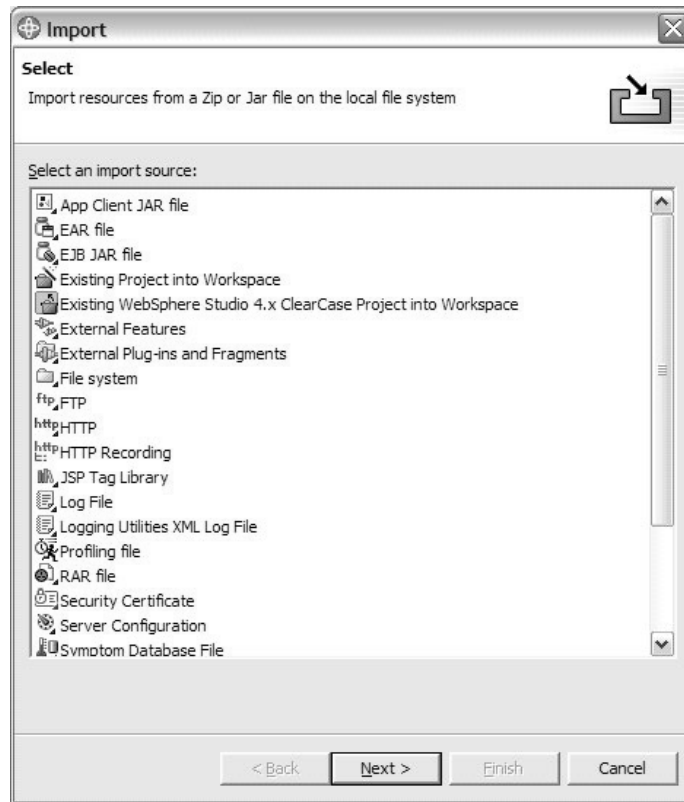 Import
Select
Import resources from a Zip or Jar file on the local file system
Select an import source:
App Client JAR file
EAR file
EJB JAR file
Existing Project into Workspace
Existing WebSphere Studio 4.x ClearCase Project into Workspace
External Features
External Plug-ins and Fragments
File system
ftp FTP
http HTTP
http HTTP Recording
JSP Tag Library
Log File
Logging Utilities XML Log File
Profiling file
RAR file
Security Certificate
Server Configuration
Symptom Database File
< Back Next > Finish Cancel